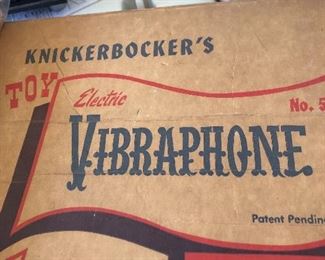 KNICKERBOCKER'S
TOY Electric No. 5
VIBRAPHONE
Patent Pending